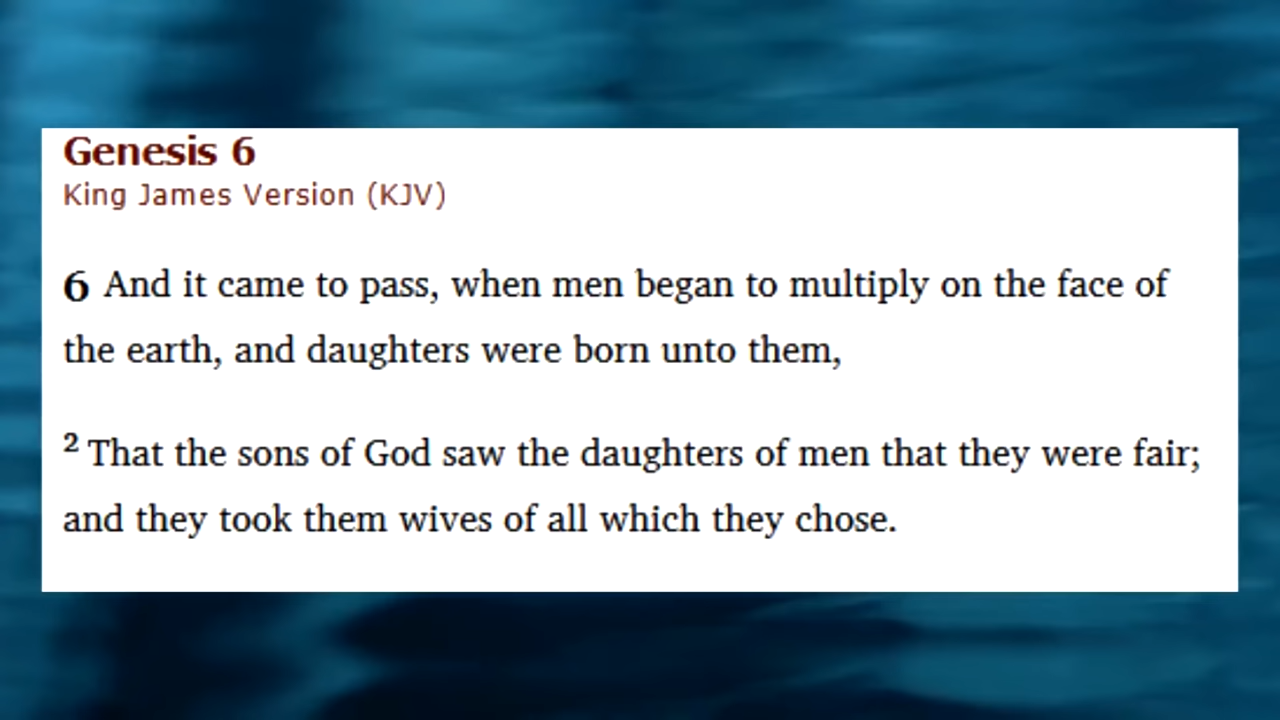 Genesis 6
King James Version (KJV)
6 And it came to pass, when men began to multiply on the face of
the earth, and daughters were born unto them,
2 That the sons of God saw the daughters of men that they were fair;
and they took them wives of all which they chose.